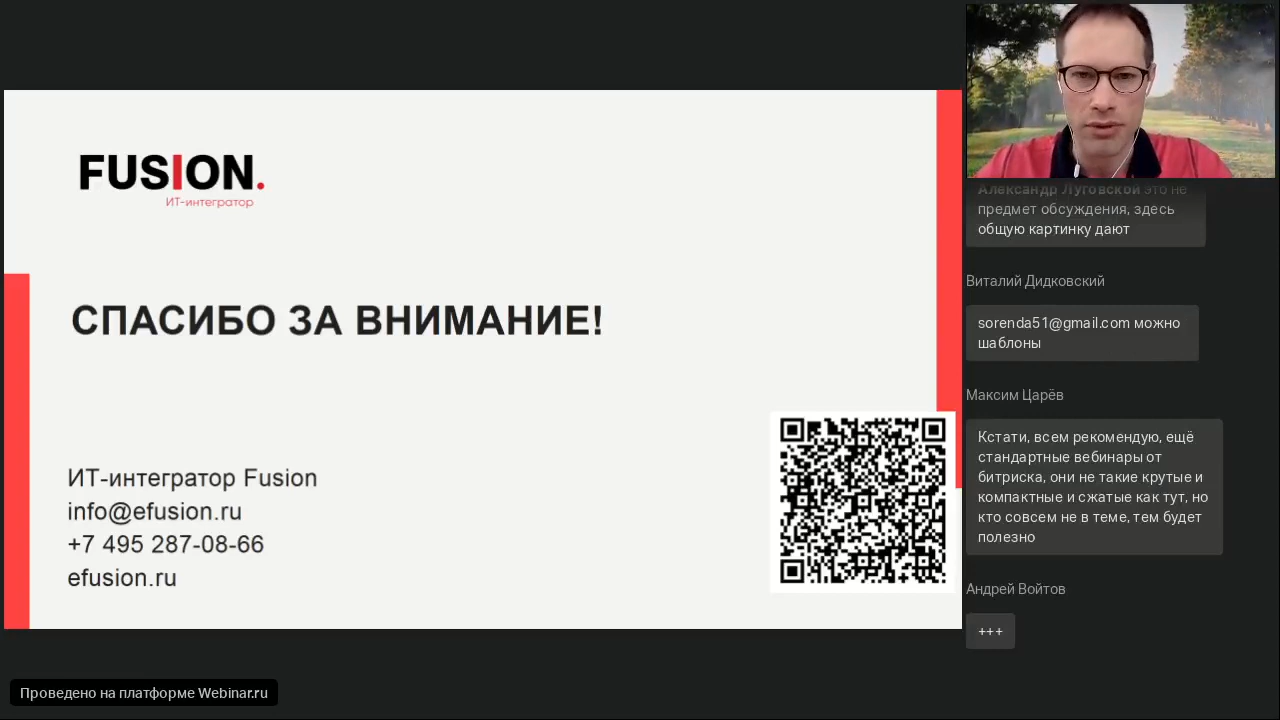 FUSION.
ИТ-интегратор
СПАСИБО ЗА ВНИМАНИЕ!
ИТ-интегратор Fusion
info@efusion.ru
+7 495 287-08-66
efusion.ru
Александр Луговской это не
предмет обсуждения, здесь
общую картинку дают
Виталий Дидковский
sorenda51@gmail.com можно
шаблоны
Максим Царёв
Кстати, всем рекомендую, ещё
стандартные вебинары от
битриска, они не такие крутые и
компактные и сжатые как тут, но
кто совсем не в теме, тем будет
полезно
Андрей Войтов
+++
Проведено на платформе Webinar.ru